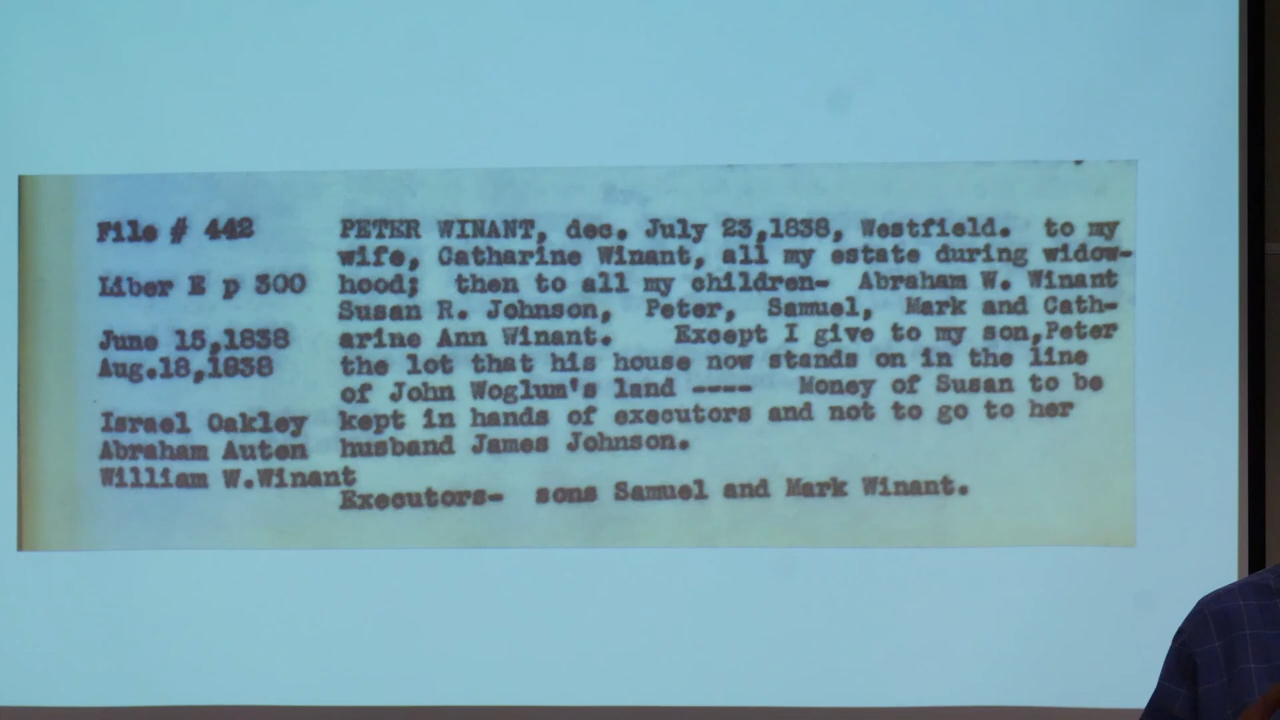 File # 442
Liber E p 300
June 15,1838
Aug.18,1838
Israel Oakley
Abraham Auten
William W.Winant
PETER WINANT, dec. July 23,1838, Westfield. to my
wife, Catharine Winant, all my estate during widow-
hood; then to all my children- Abraham W. Winant
Susan R. Johnson, Peter, Samuel, Mark and Cath-
arine Ann Winant. Except I give to my son,Peter
the lot that his house now stands on in the line
of John Woglum's land ---- Money of Susan to be
kept in hands of executors and not to go to her
husband James Johnson.
Executors- sons Samuel and Mark Winant.